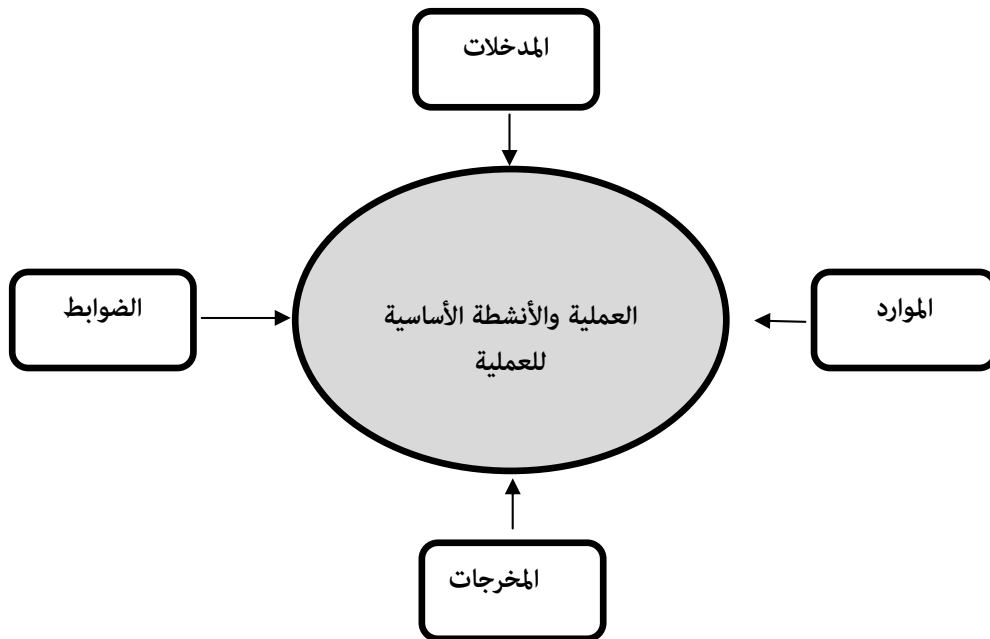 المدخلات
الموارد
العملية والأنشطة الأساسية
للعملية
الضوابط
المخرجات